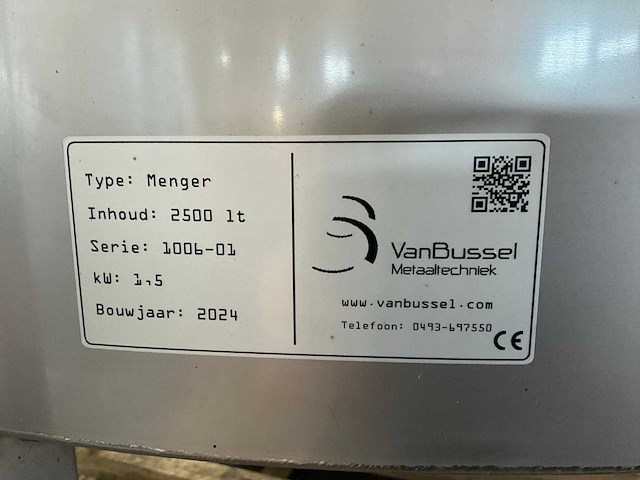 Type: Menger
Inhoud: 2500 lt
Serie: 1006-01
kW: 1,5
Bouwjaar: 2024
VanBussel
Metaaltechniek
www.vanbussel.com
Telefoon: 0493-697550
CE